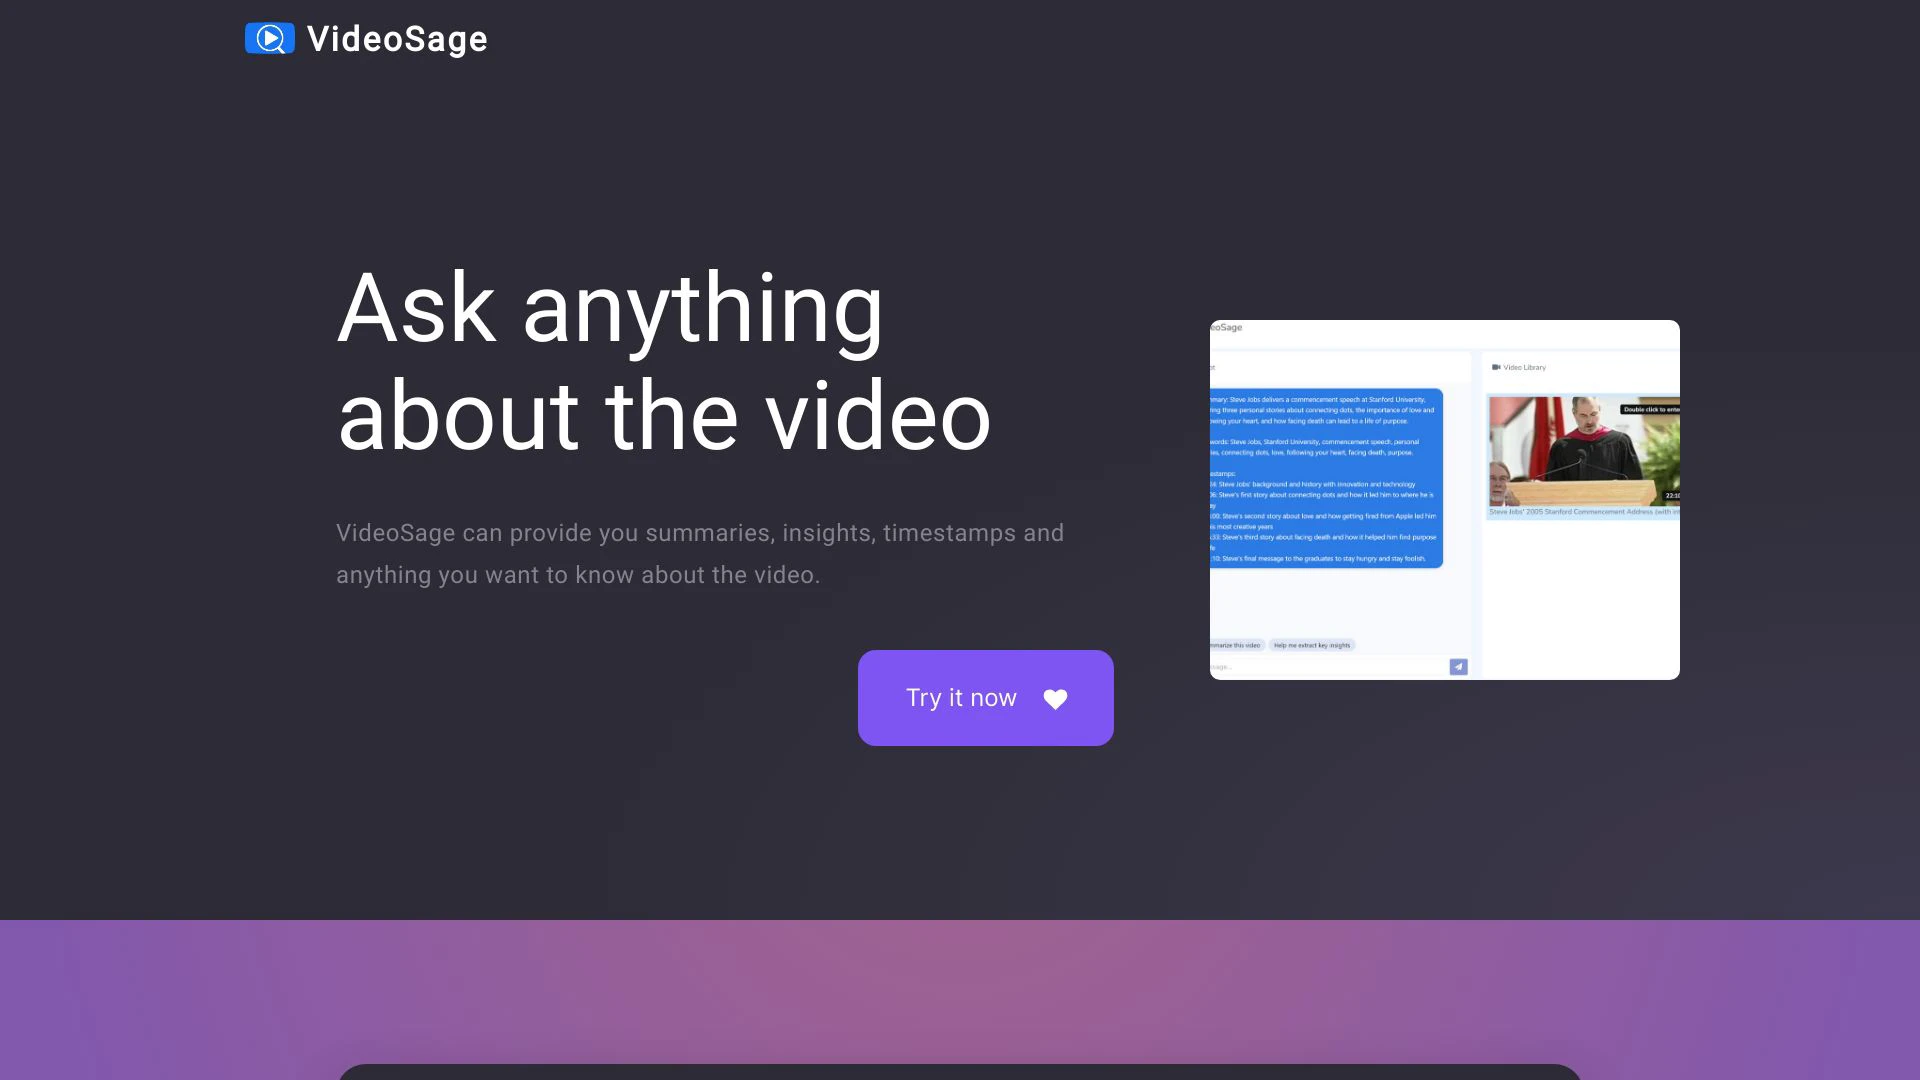 VideoSage
Ask anything
about the video
VideoSage can provide you summaries, insights, timestamps and
anything you want to know about the video.
Try it now
eoSage
Video Library
mmary: Steve Jobs delivers a commencement speech at Stanford University,
ring three personal stories about connecting dots, the importance of love and
owing your heart, and how facing death can lead to a life of purpose.
words: Steve Jobs, Stanford University, commencement speech, personal
ies, connecting dots, love, following your heart, facing death, purpose.
estamps:
24: Steve Jobs' background and history with innovation and technology
06: Steve's first story about connecting dots and how it led him to where he is
ay
:00: Steve's second story about love and how getting fired from Apple led him
is most creative years
:33: Steve's third story about facing death and how it helped him find purpose
fe
:10: Steve's final message to the graduates to stay hungry and stay foolish.
mmarize this video
Help me extract key insights
ssage...
Double click to ente
22:10
Steve Jobs' 2005 Stanford Commencement Address (with int